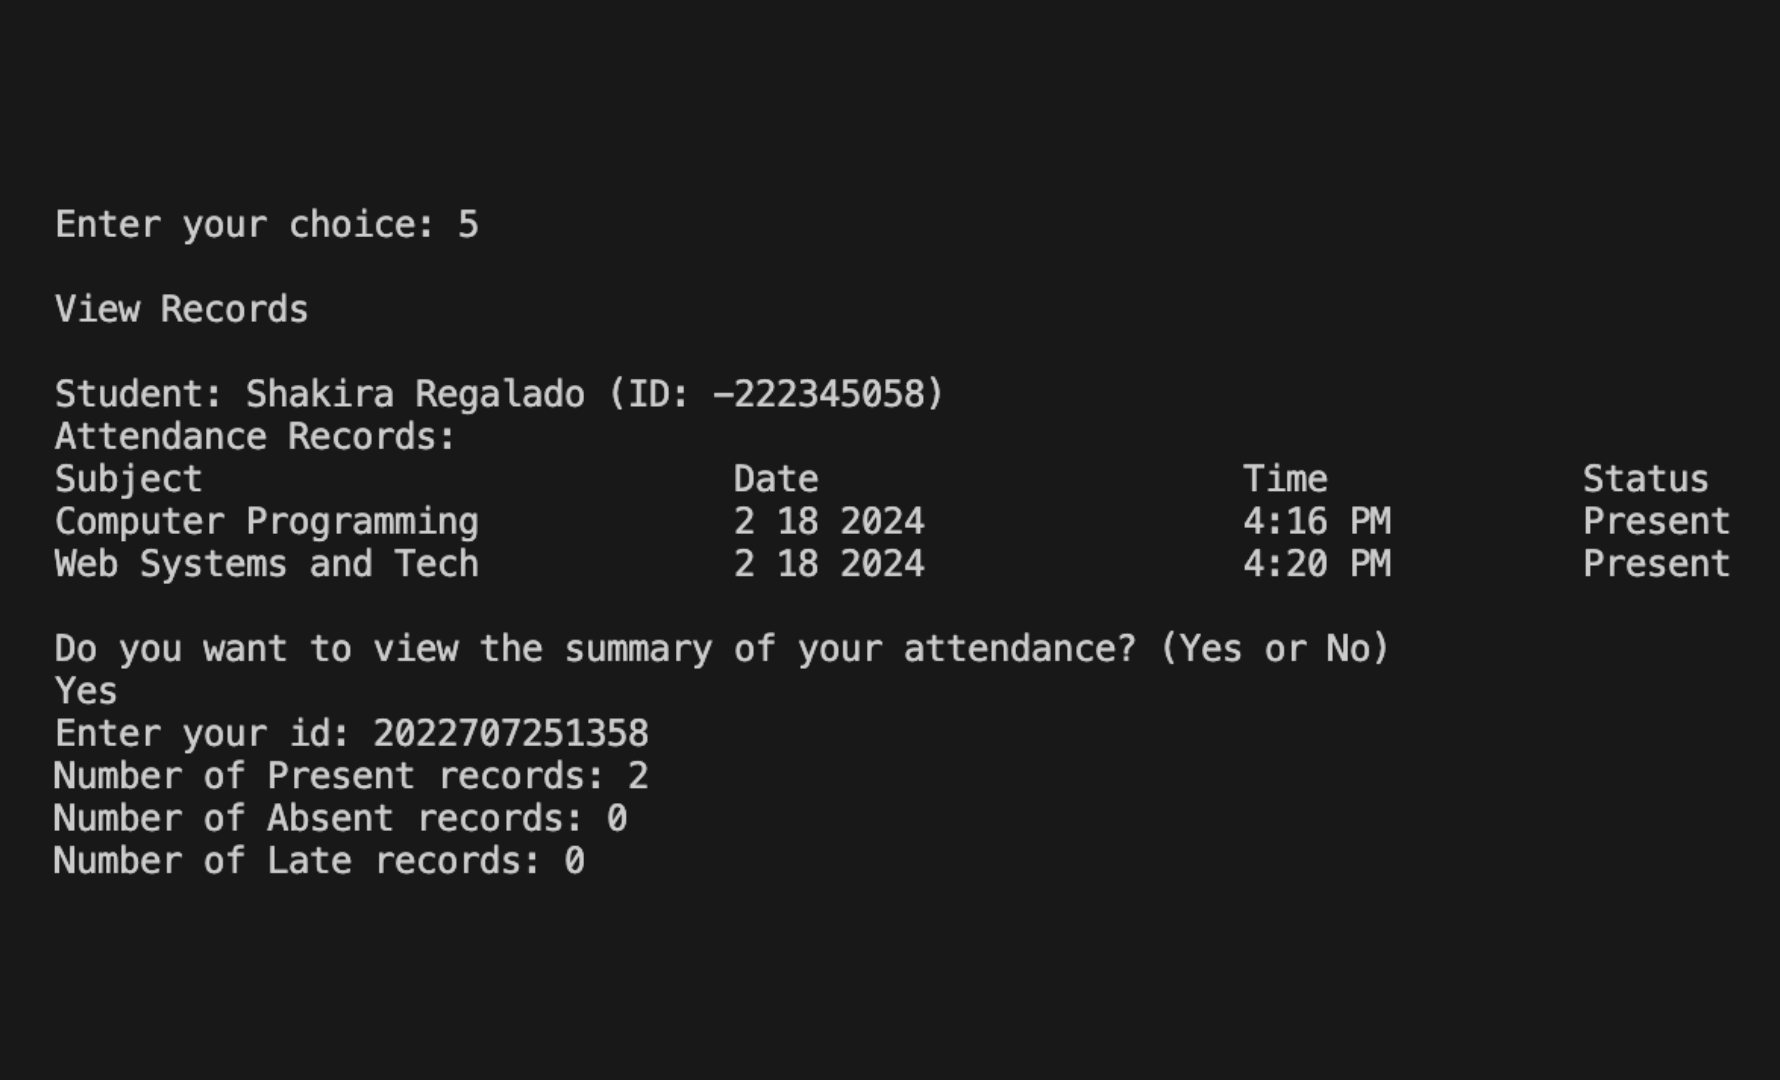 Enter your choice: 5
View Records
Student: Shakira Regalado (ID: -222345058)
Attendance Records:
Subject Date Time Status
Computer Programming 2 18 2024 4:16 PM Present
Web Systems and Tech 2 18 2024 4:20 PM Present
Do you want to view the summary of your attendance? (Yes or No)
Yes
Enter your id: 2022707251358
Number of Present records: 2
Number of Absent records: 0
Number of Late records: 0